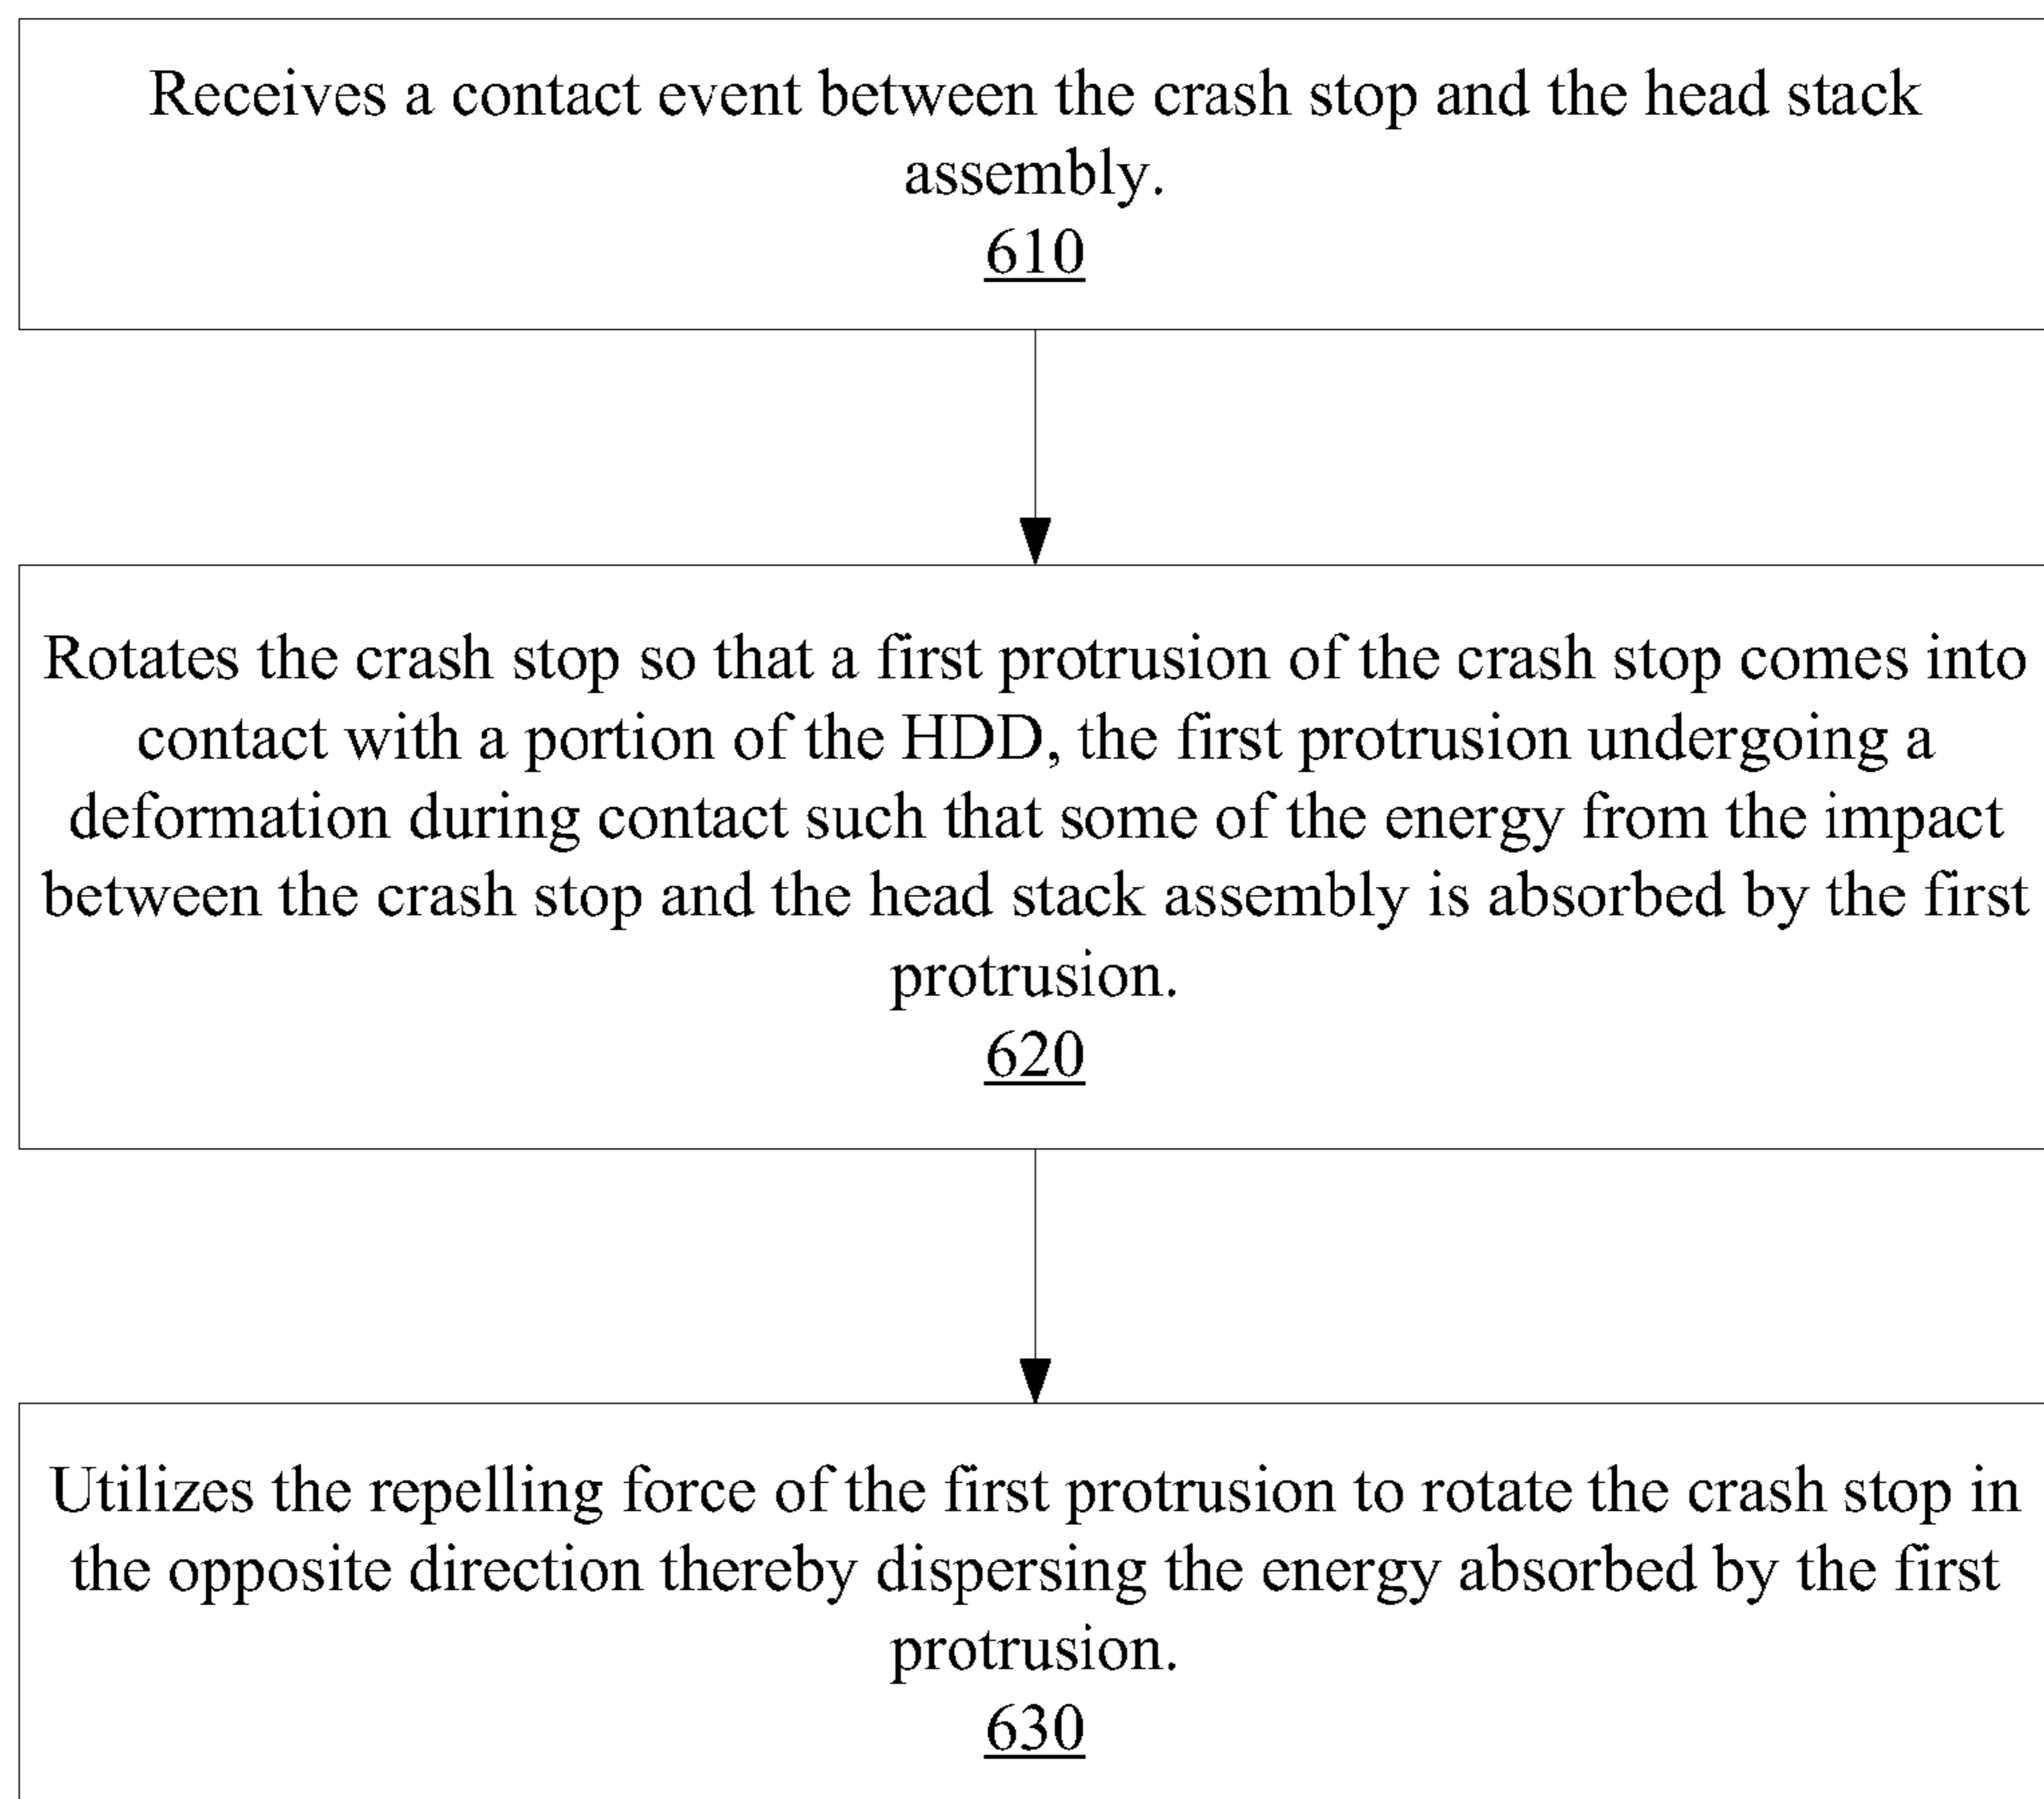 Receives a contact event between the crash stop and the head stack
assembly.
610
Rotates the crash stop so that a first protrusion of the crash stop comes into
contact with a portion of the HDD, the first protrusion undergoing a
deformation during contact such that some of the energy from the impact
between the crash stop and the head stack assembly is absorbed by the first
protrusion.
620
Utilizes the repelling force of the first protrusion to rotate the crash stop in
the opposite direction thereby dispersing the energy absorbed by the first
protrusion.
630